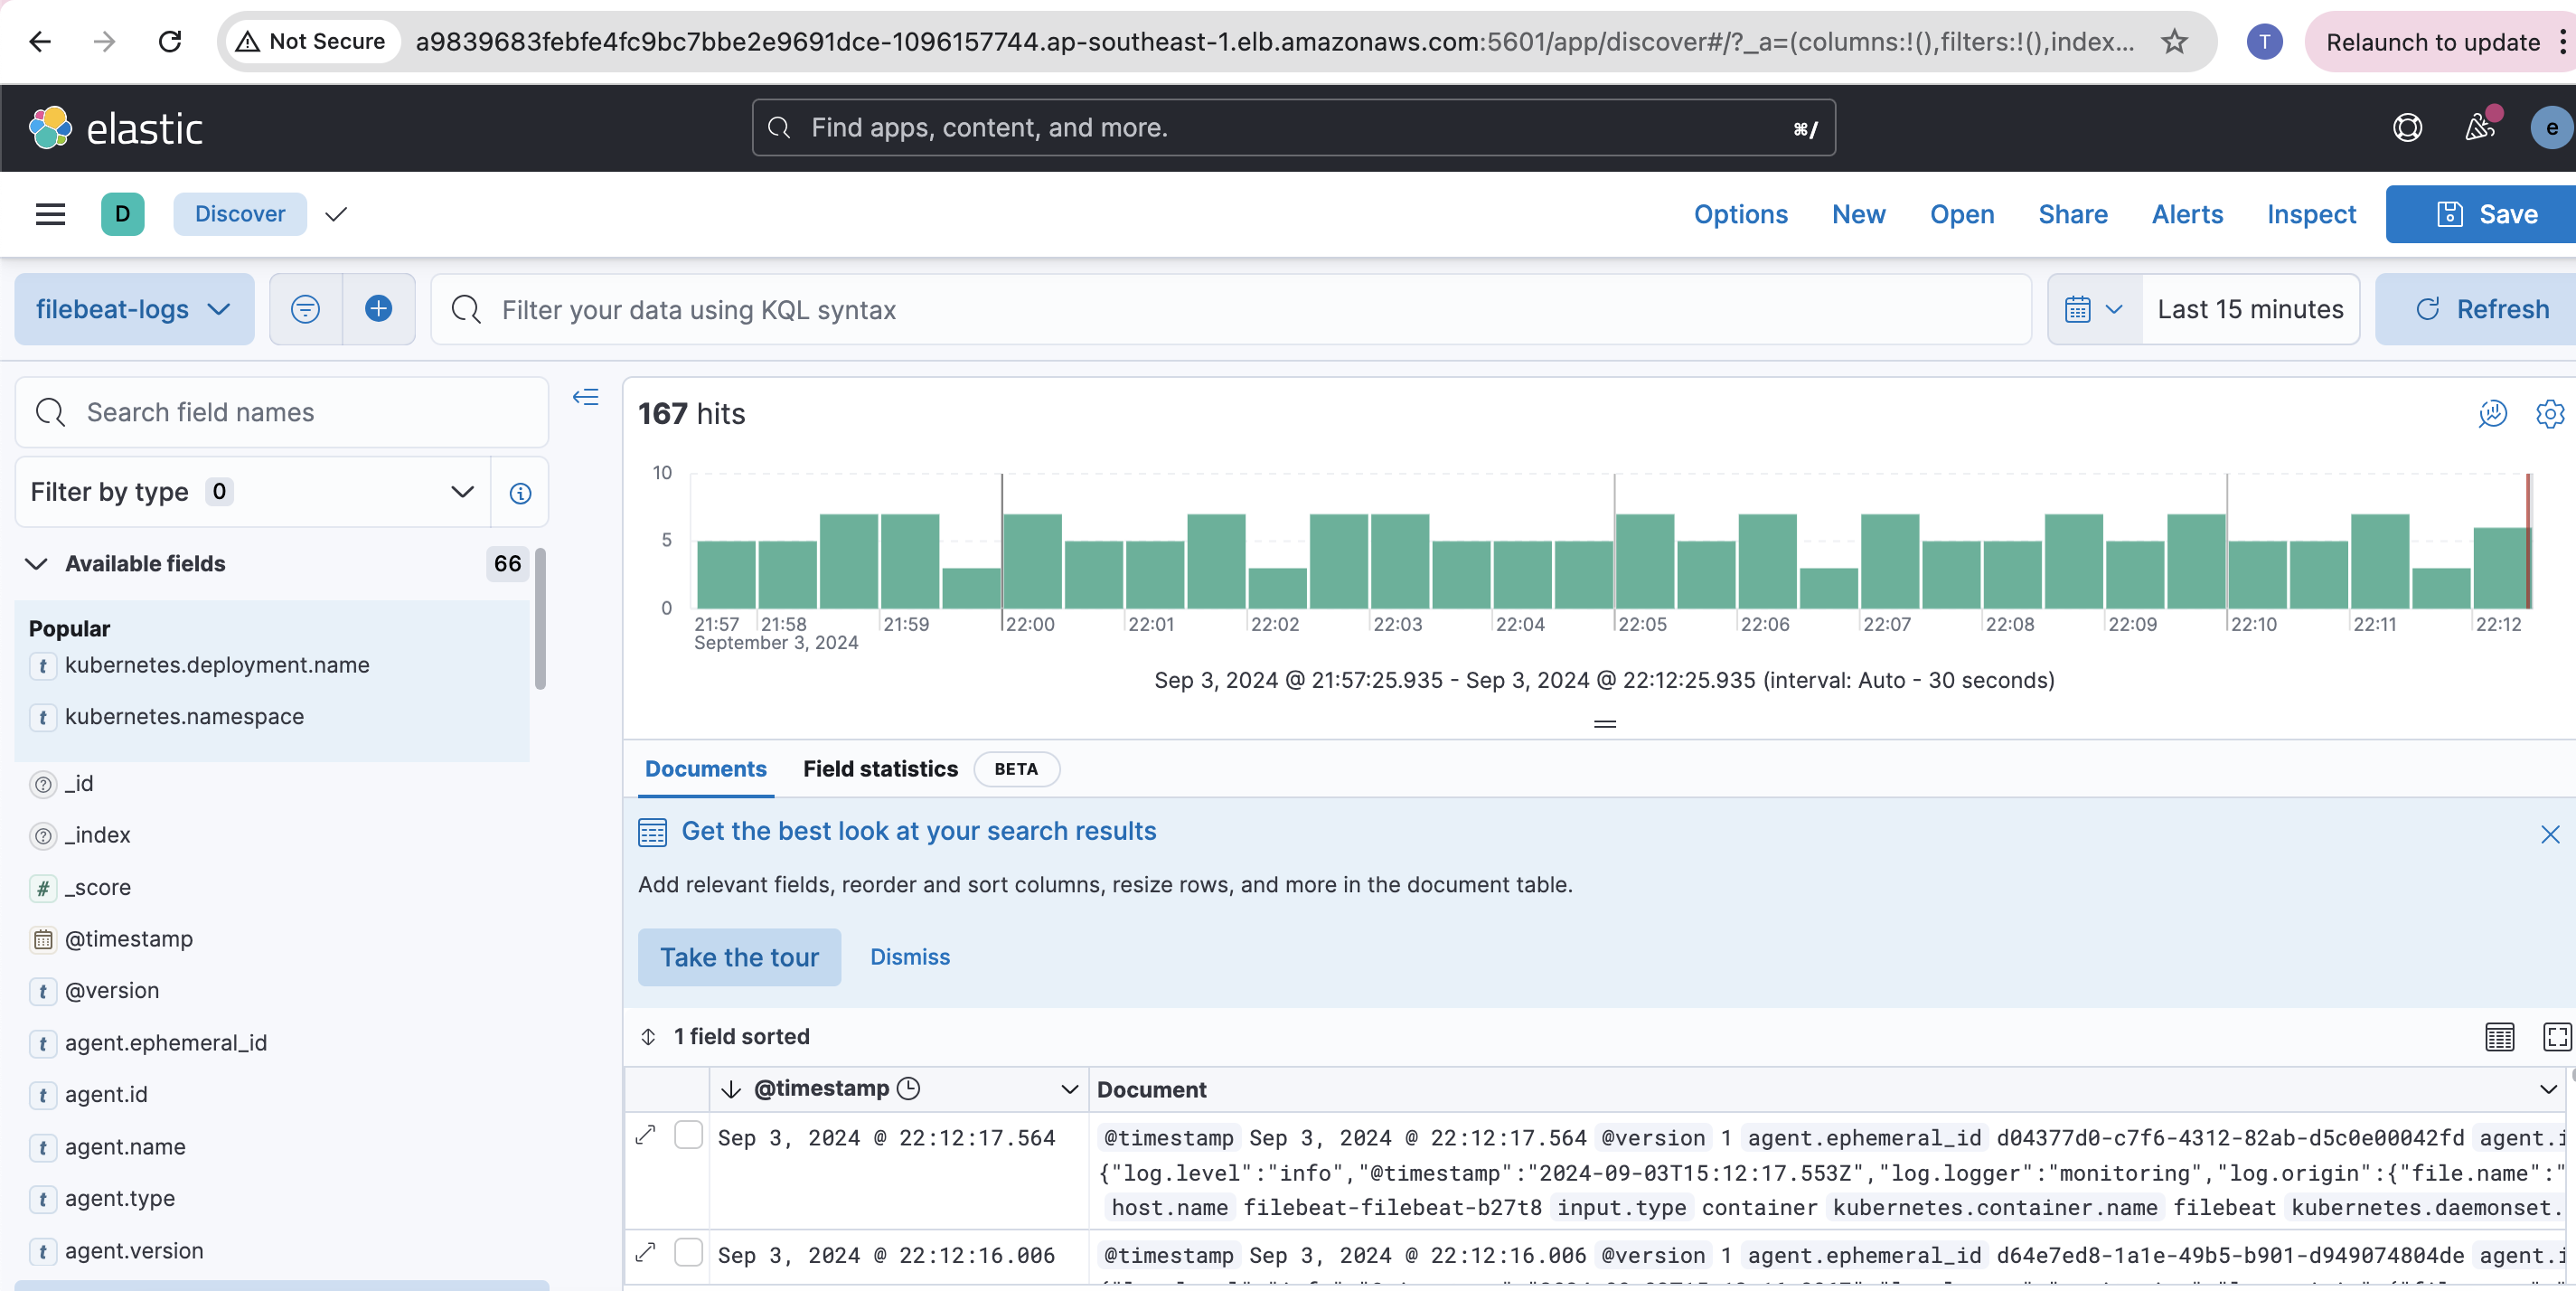 Not Secure a9839683febfe4fc9bc7bbe2e9691dce-1096157744.ap-southeast-1.elb.amazonaws.com:5601/app/discover#/?_a=(columns:!(),filters:!(),index... T Relaunch to update
elastic Find apps, content, and more. ⌘/ e
D Discover Options New Open Share Alerts Inspect Save
filebeat-logs Filter your data using KQL syntax Last 15 minutes Refresh
Search field names
Filter by type 0
Available fields 66
Popular
t kubernetes.deployment.name
t kubernetes.namespace
_id
_index
# _score
@timestamp
t @version
t agent.ephemeral_id
t agent.id
t agent.name
t agent.type
t agent.version
167 hits
10
5
0
21:57 21:58 21:59 22:00 22:01 22:02 22:03 22:04 22:05 22:06 22:07 22:08 22:09 22:10 22:11 22:12
September 3, 2024
Sep 3, 2024 @ 21:57:25.935 - Sep 3, 2024 @ 22:12:25.935 (interval: Auto - 30 seconds)
Documents Field statistics BETA
Get the best look at your search results
Add relevant fields, reorder and sort columns, resize rows, and more in the document table.
Take the tour Dismiss
1 field sorted
@timestamp Document
Sep 3, 2024 @ 22:12:17.564 @timestamp Sep 3, 2024 @ 22:12:17.564 @version 1 agent.ephemeral_id d04377d0-c7f6-4312-82ab-d5c0e00042fd agent.i
{"log.level":"info","@timestamp":"2024-09-03T15:12:17.553Z","log.logger":"monitoring","log.origin":{"file.name":"
host.name filebeat-filebeat-b27t8 input.type container kubernetes.container.name filebeat kubernetes.daemonset.
Sep 3, 2024 @ 22:12:16.006 @timestamp Sep 3, 2024 @ 22:12:16.006 @version 1 agent.ephemeral_id d64e7ed8-1a1e-49b5-b901-d949074804de agent.i